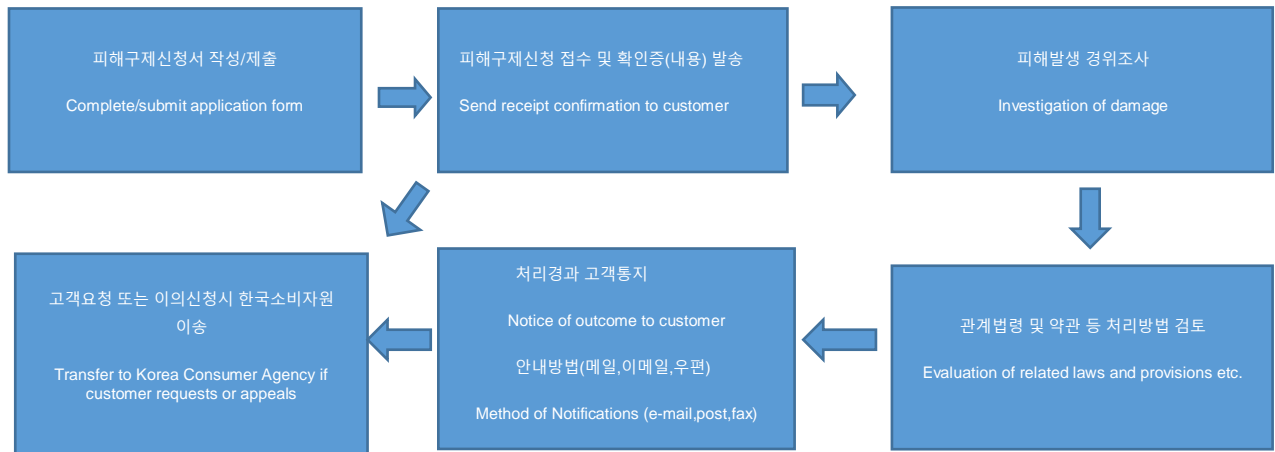 피해구제신청서 작성/제출
Complete/submit application form
피해구제신청 접수 및 확인증(내용) 발송
Send receipt confirmation to customer
피해발생 경위조사
Investigation of damage
관계법령 및 약관 등 처리방법 검토
Evaluation of related laws and provisions etc.
처리경과 고객통지
Notice of outcome to customer
안내방법(메일,이메일,우편)
Method of Notifications (e-mail,post,fax)
고객요청 또는 이의신청시 한국소비자원
이송
Transfer to Korea Consumer Agency if
customer requests or appeals